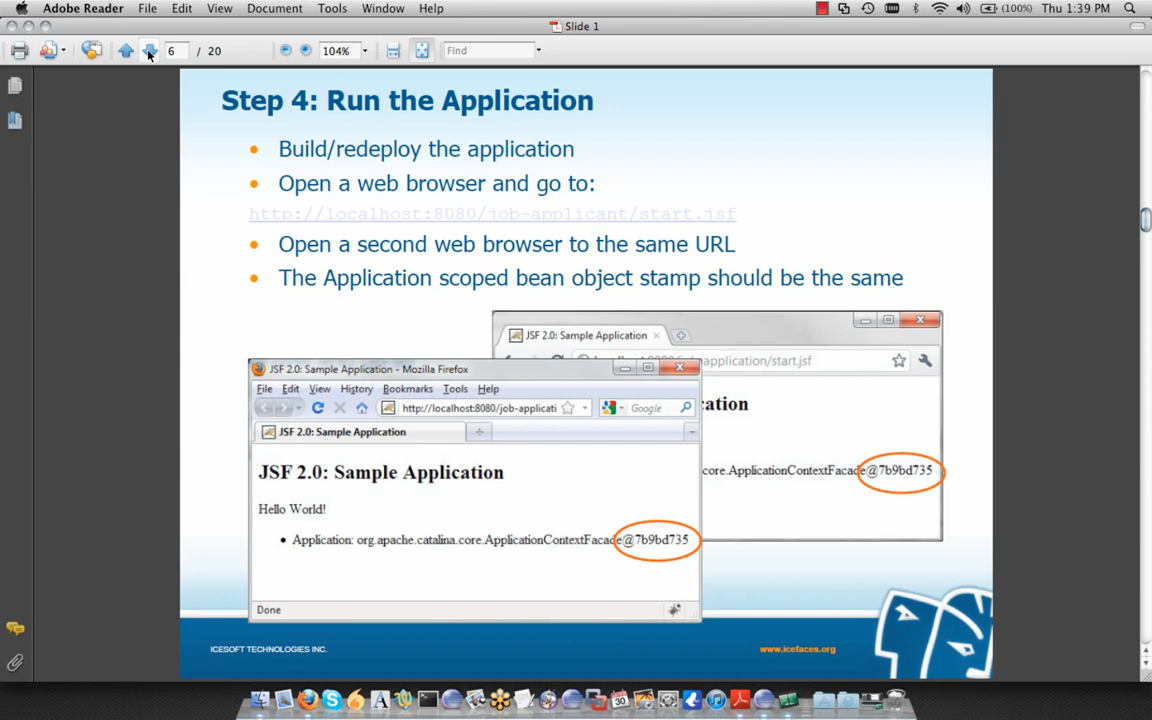 Adobe Reader File Edit View Document Tools Window Help (100%) Thu 1:39 PM
Slide 1
6 / 20 104% Find
Step 4: Run the Application
• Build/redeploy the application
• Open a web browser and go to:
http://localhost:8080/job-applicant/start.jsf
• Open a second web browser to the same URL
• The Application scoped bean object stamp should be the same
JSF 2.0: Sample Application
application/start.jsf
cation
core.ApplicationContextFacade@7b9bd735
JSF 2.0: Sample Application - Mozilla Firefox
File Edit View History Bookmarks Tools Help
http://localhost:8080/job-applicati Google
JSF 2.0: Sample Application
JSF 2.0: Sample Application
Hello World!
• Application: org.apache.catalina.core.ApplicationContextFacade@7b9bd735
Done
ICESOFT TECHNOLOGIES INC. www.icefaces.org